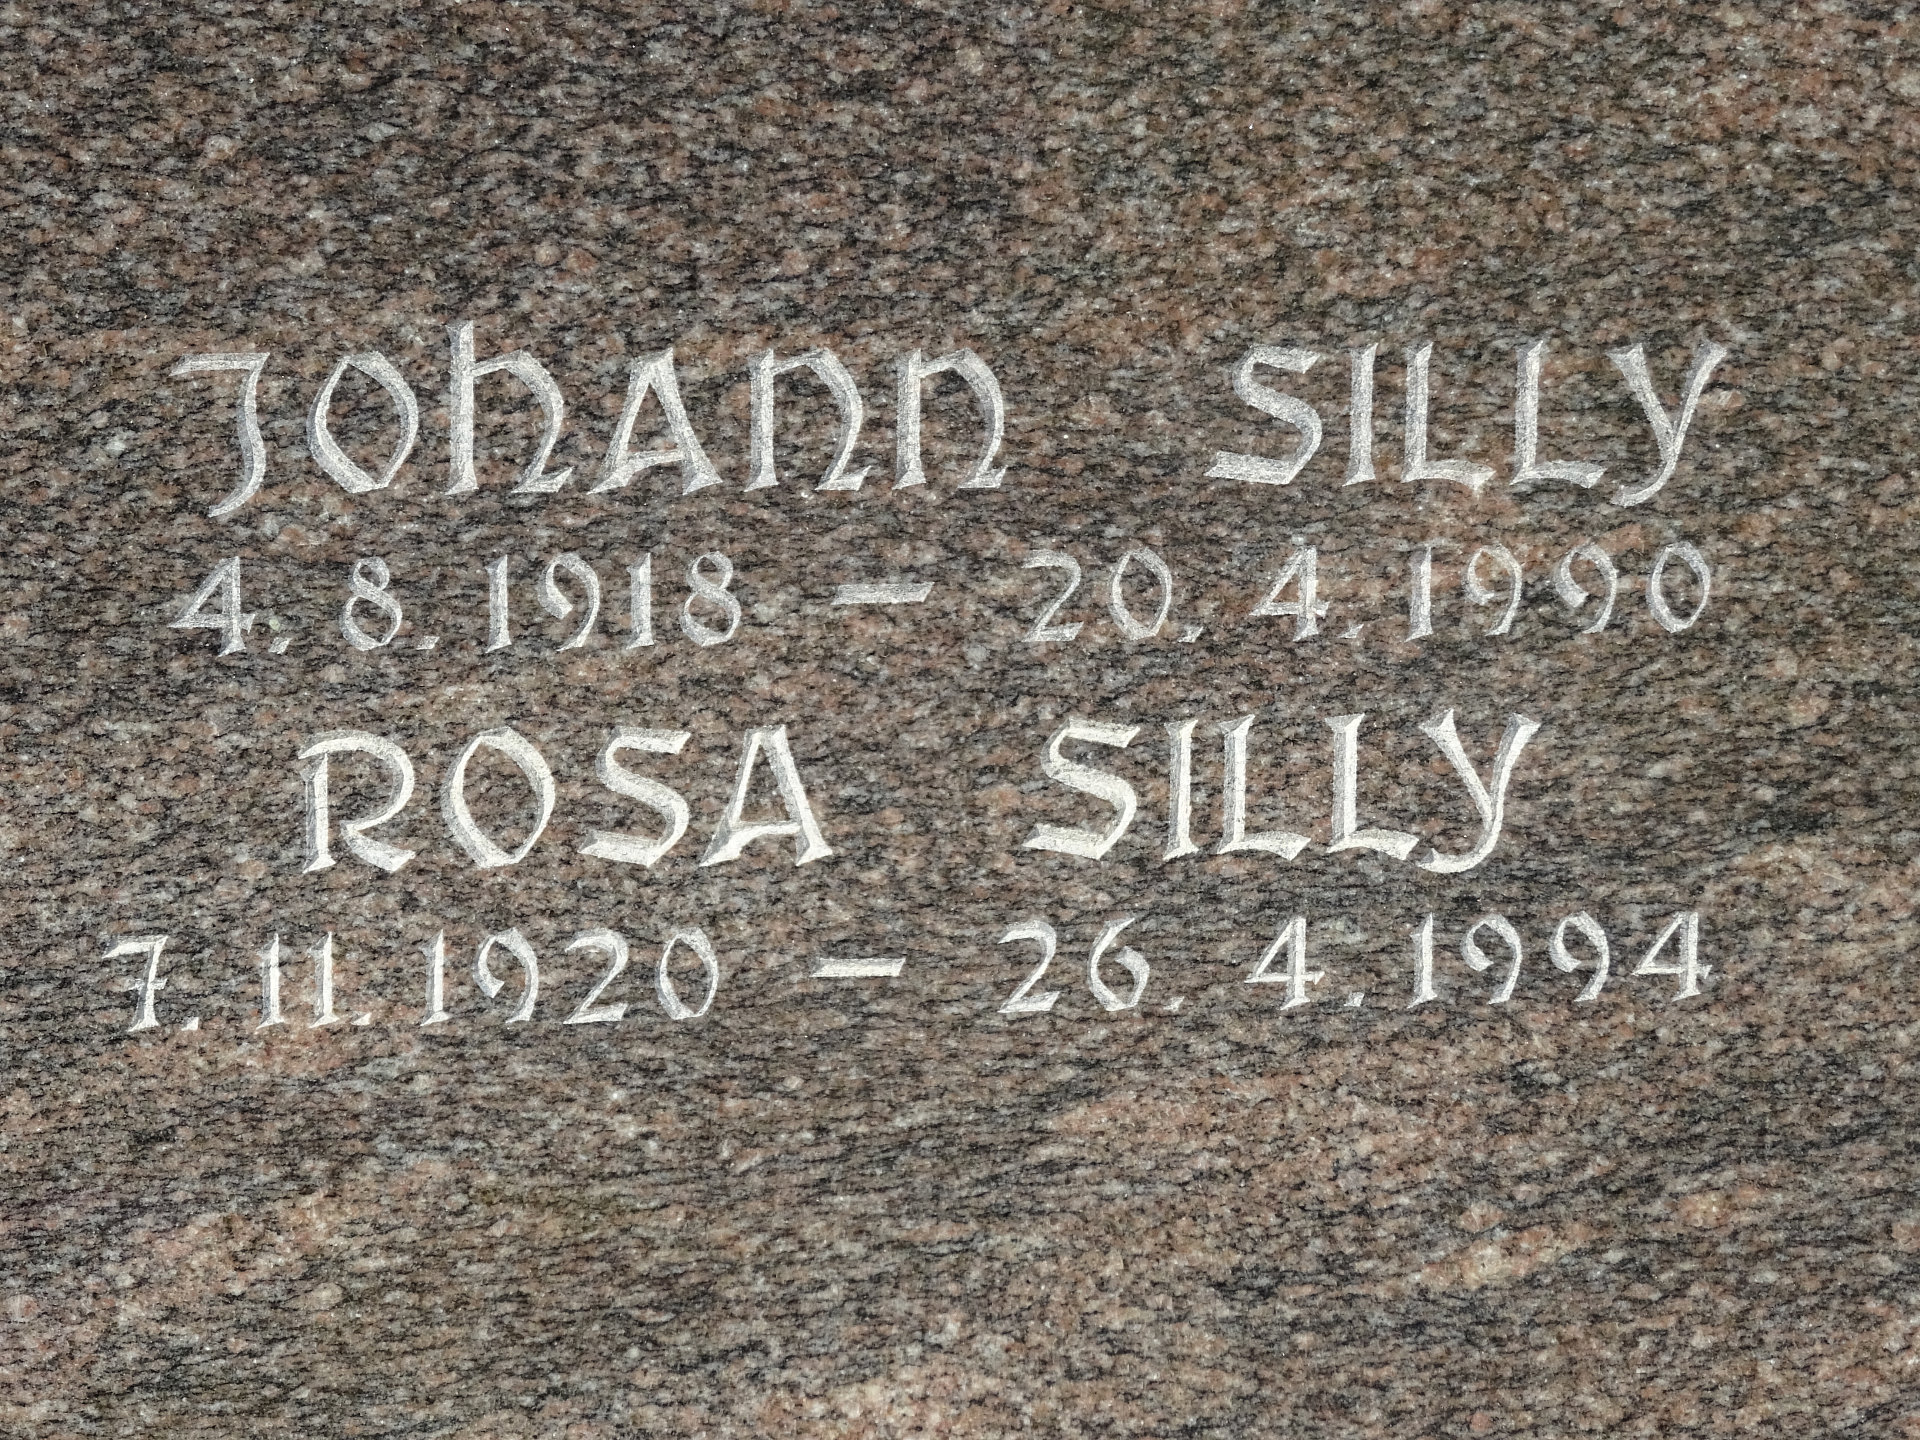 JohAnn SILLY
4. 8. 1918 – 20. 4. 1990
ROSA SILLY
7. 11. 1920 – 26. 4. 1994